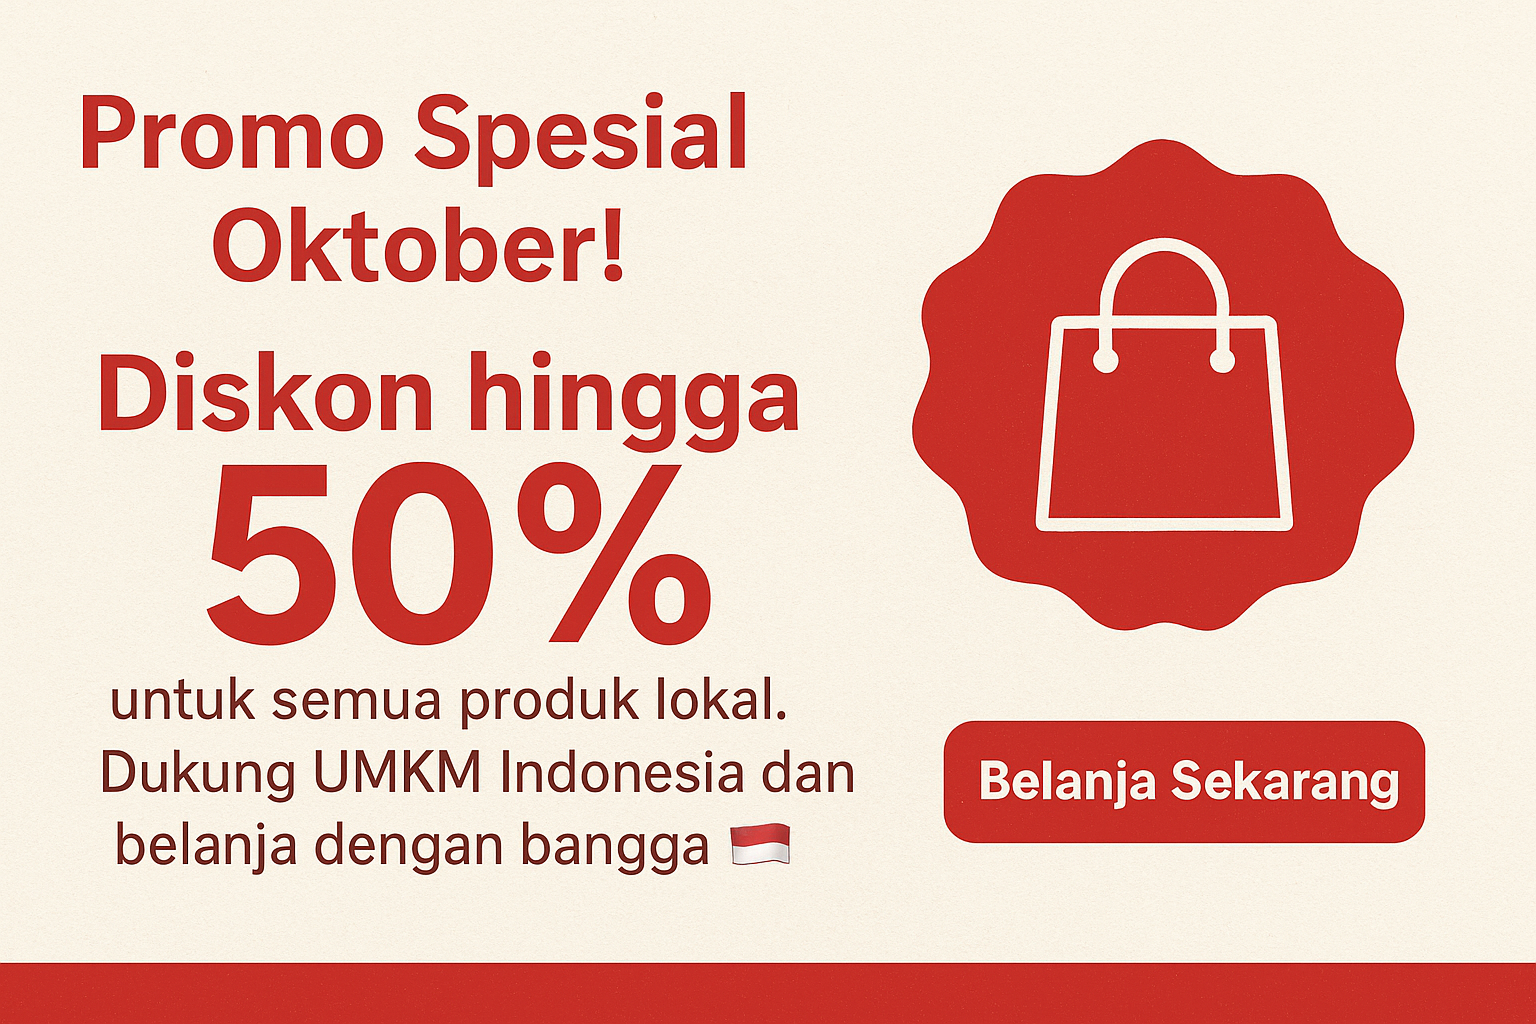 Promo Spesial
Oktober!
Diskon hingga
50%
untuk semua produk lokal.
Dukung UMKM Indonesia dan
belanja dengan bangga 🇮🇩
Belanja Sekarang